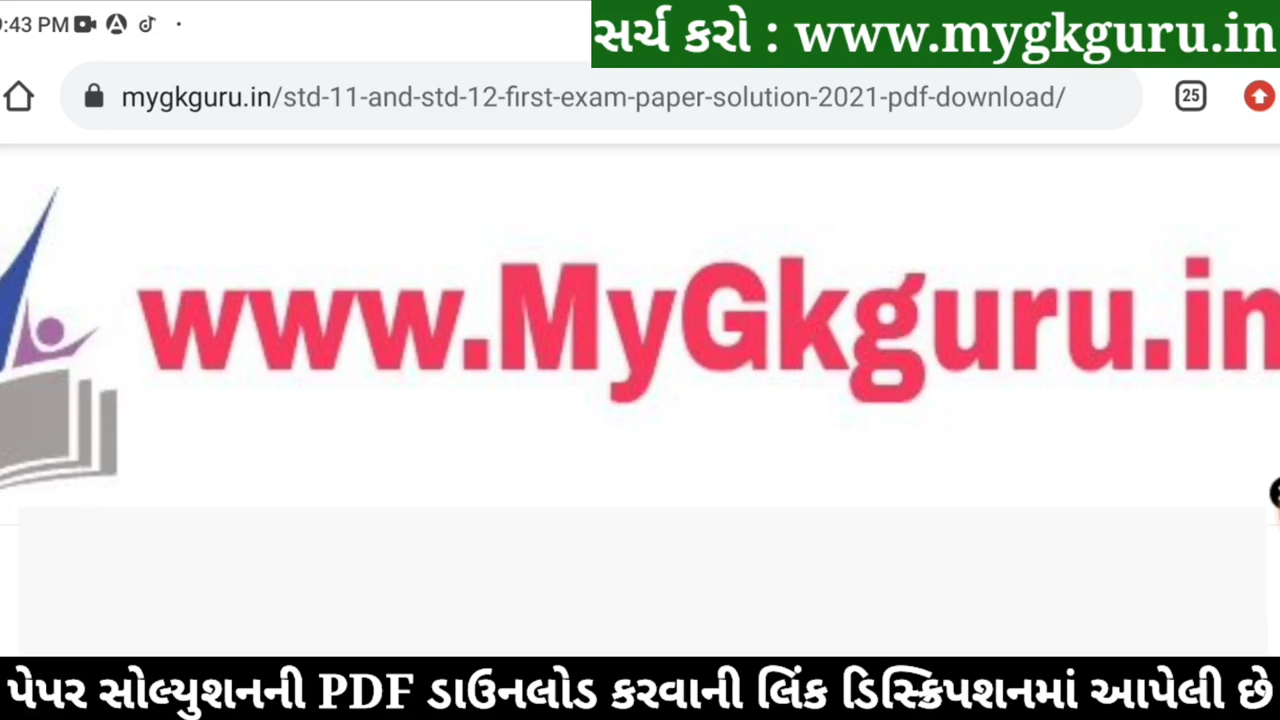 :43 PM
સર્ચ કરો : www.mygkguru.in
mygkguru.in/std-11-and-std-12-first-exam-paper-solution-2021-pdf-download/
25
www.MyGkguru.in
પેપર સોલ્યુશનની PDF ડાઉનલોડ કરવાની લિંક ડિસ્ક્રિપશનમાં આપેલી છે